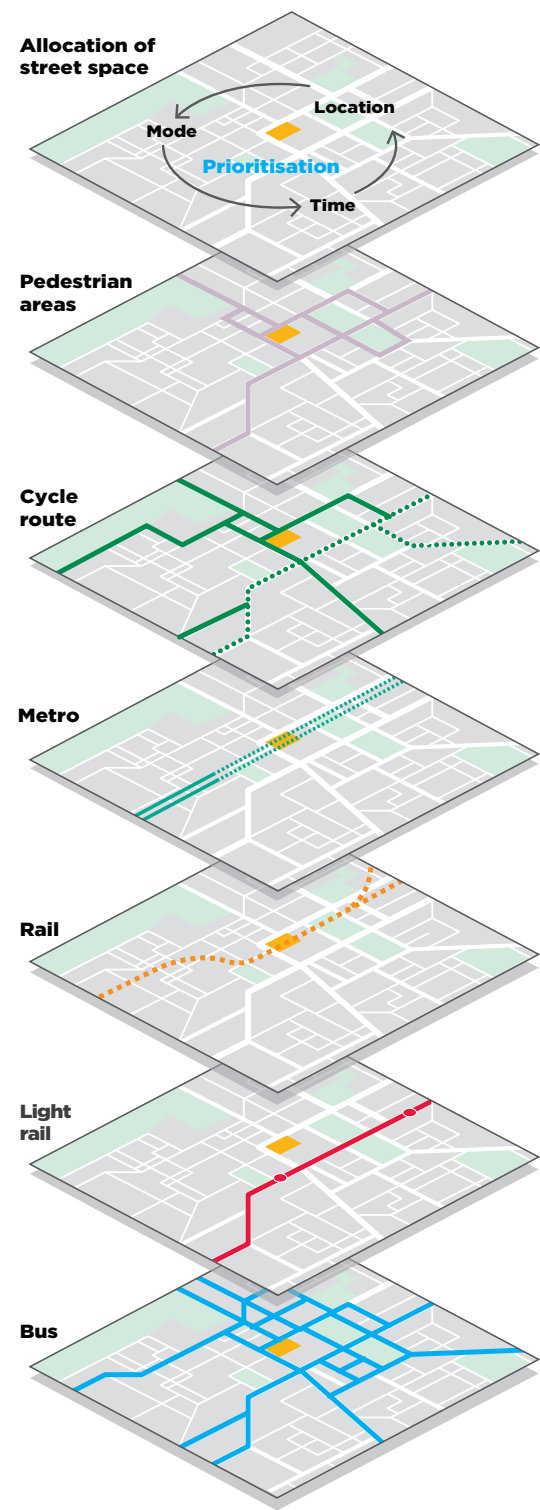 Allocation of
street space
Location
Mode
Prioritisation
Time
Pedestrian
areas
Cycle
route
Metro
Rail
Light
rail
Bus